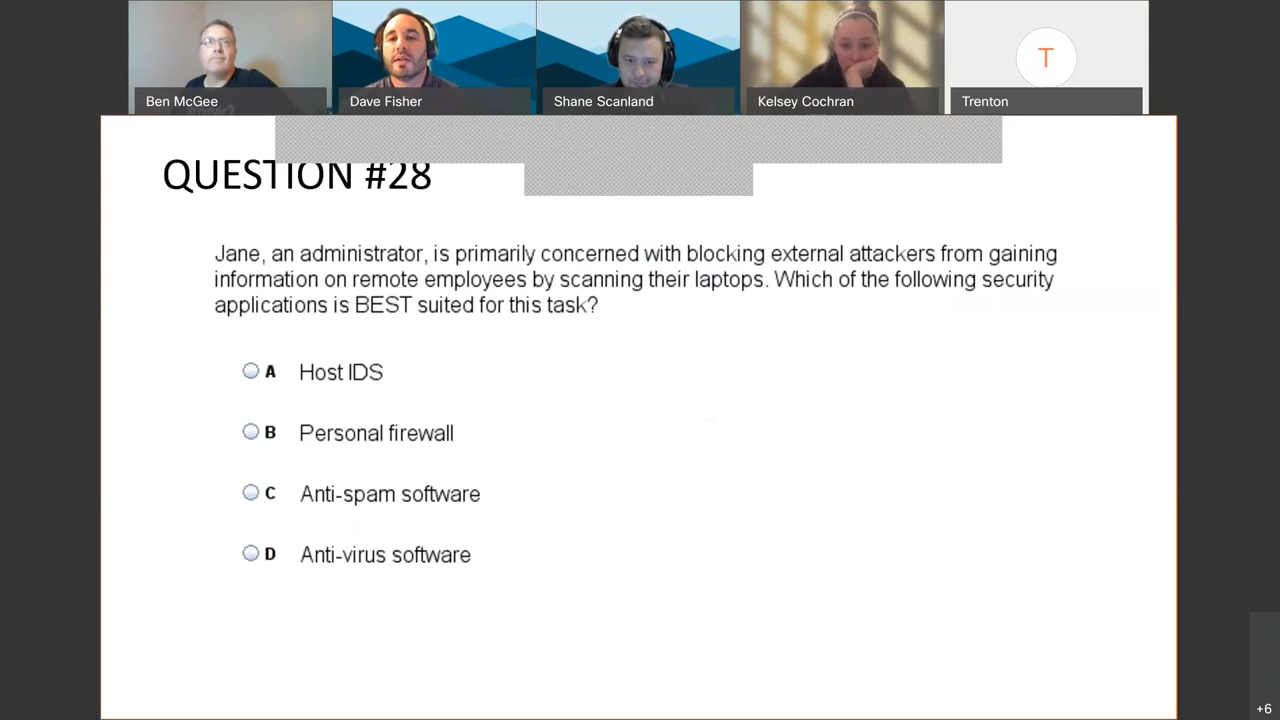 Ben McGee
Dave Fisher
Shane Scanland
Kelsey Cochran
T
Trenton
QUESTION #28
Jane, an administrator, is primarily concerned with blocking external attackers from gaining
information on remote employees by scanning their laptops. Which of the following security
applications is BEST suited for this task?
A Host IDS
B Personal firewall
C Anti-spam software
D Anti-virus software
+6